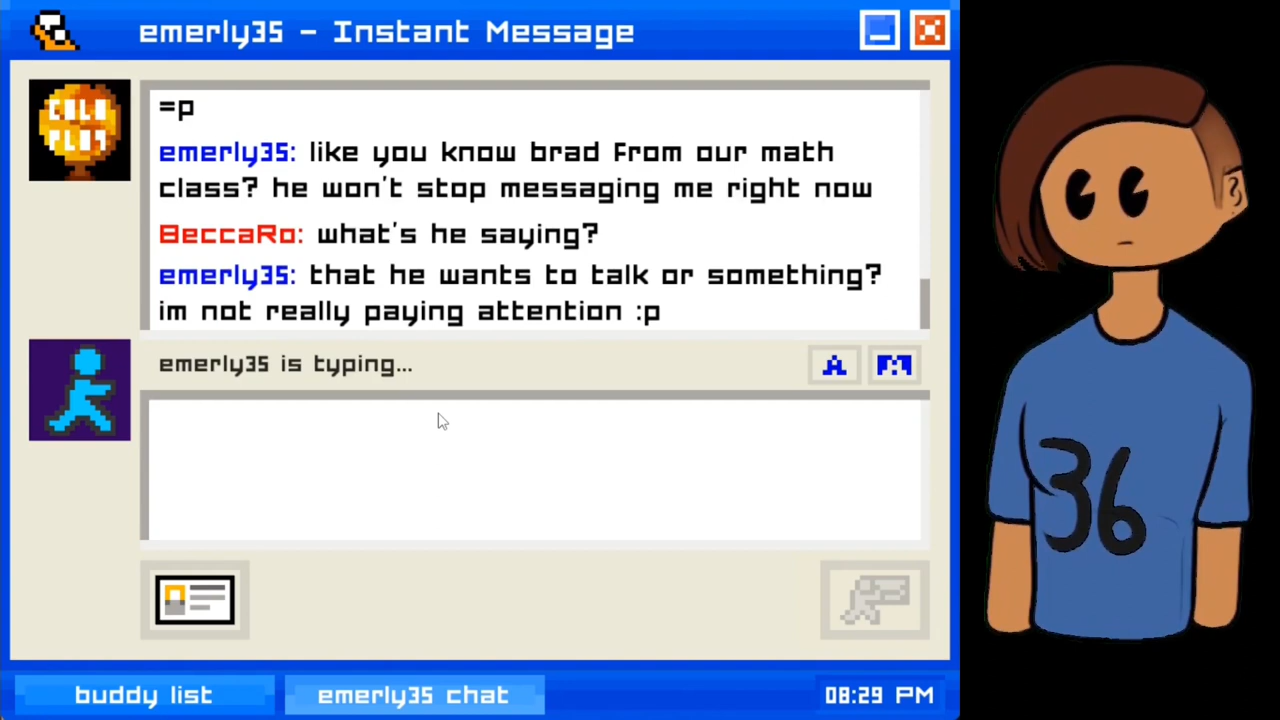 emerly35 - Instant Message
COLD
PLAY
=p
emerly35: like you know brad from our math
class? he won't stop messaging me right now
BeccaRo: what's he saying?
emerly35: that he wants to talk or something?
im not really paying attention :p
emerly35 is typing...
A
buddy list
emerly35 chat
08:29 PM
36